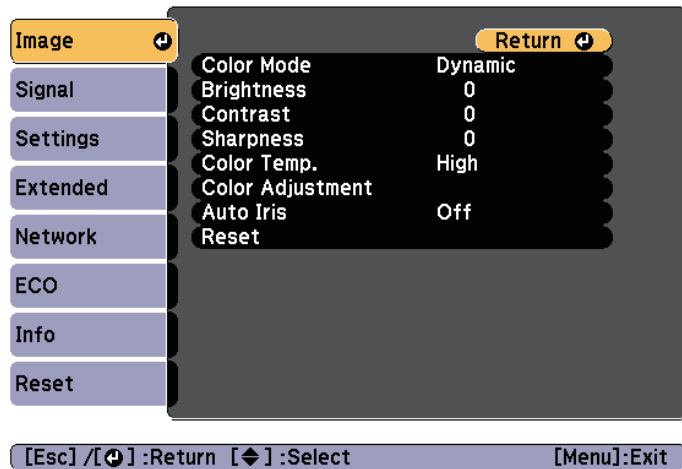 Image
Signal
Settings
Extended
Network
ECO
Info
Reset
Return
Color Mode Dynamic
Brightness 0
Contrast 0
Sharpness 0
Color Temp. High
Color Adjustment
Auto Iris Off
Reset
[Esc] /[⏎] :Return [◆] :Select [Menu]:Exit